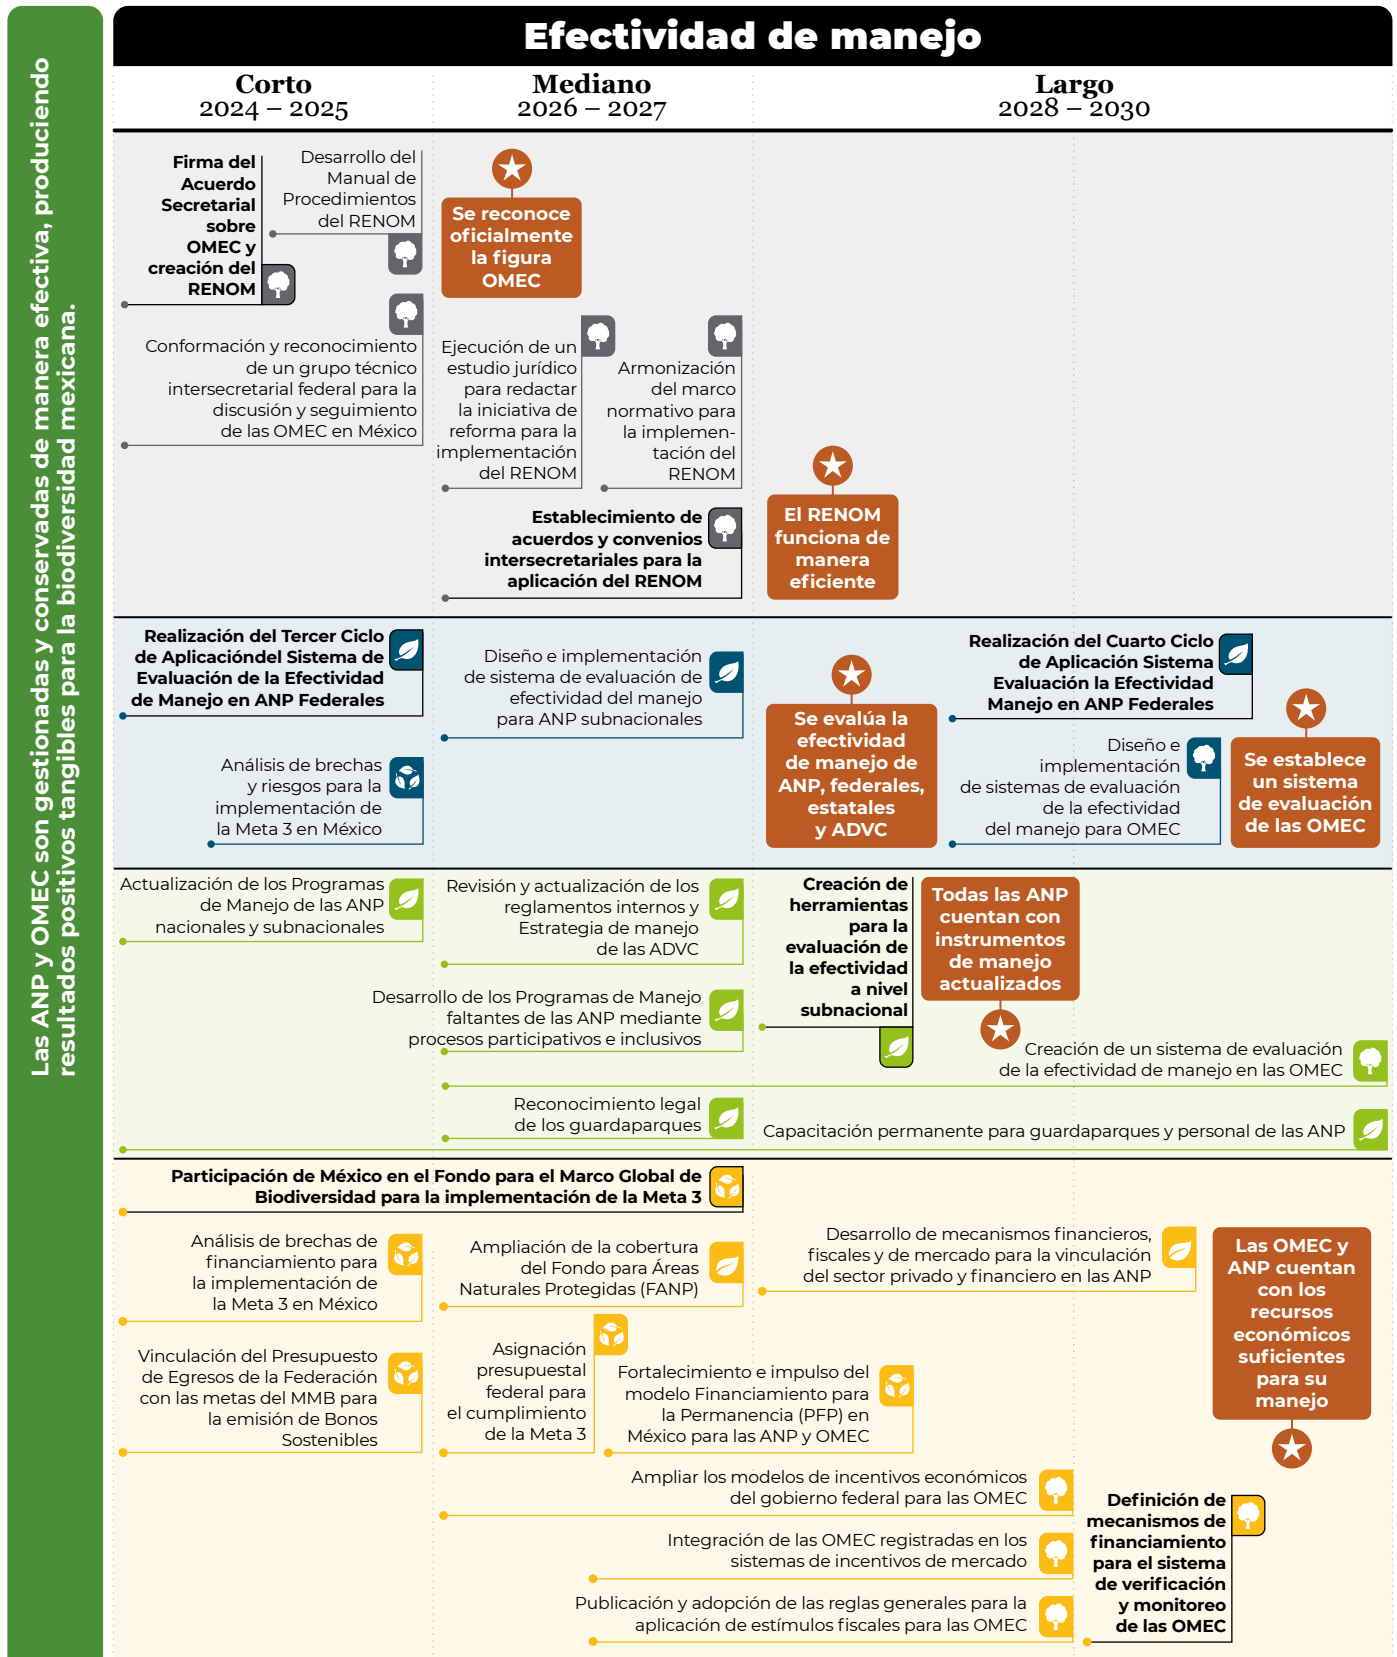 Efectividad de manejo
Las ANP y OMEC son gestionadas y conservadas de manera efectiva, produciendo
resultados positivos tangibles para la biodiversidad mexicana.
Corto
2024 – 2025
Mediano
2026 – 2027
Largo
2028 – 2030
Firma del
Acuerdo
Secretarial
sobre
OMEC y
creación del
RENOM
Desarrollo del
Manual de
Procedimientos
del RENOM
Conformación y reconocimiento
de un grupo técnico
intersecretarial federal para la
discusión y seguimiento
de las OMEC en México
Se reconoce
oficialmente
la figura
OMEC
Ejecución de un
estudio jurídico
para redactar
la iniciativa de
reforma para la
implementación
del RENOM
Armonización
del marco
normativo para
la implemen-
tación del
RENOM
Establecimiento de
acuerdos y convenios
intersecretariales para la
aplicación del RENOM
El RENOM
funciona de
manera
eficiente
Realización del Tercer Ciclo
de Aplicacióndel Sistema de
Evaluación de la Efectividad
de Manejo en ANP Federales
Análisis de brechas
y riesgos para la
implementación de
la Meta 3 en México
Diseño e implementación
de sistema de evaluación de
efectividad del manejo
para ANP subnacionales
Se evalúa la
efectividad
de manejo de
ANP, federales,
estatales
y ADVC
Realización del Cuarto Ciclo
de Aplicación Sistema
Evaluación la Efectividad
Manejo en ANP Federales
Diseño e
implementación
de sistemas de evaluación
de la efectividad
del manejo para OMEC
Se establece
un sistema
de evaluación
de las OMEC
Actualización de los Programas
de Manejo de las ANP
nacionales y subnacionales
Revisión y actualización de los
reglamentos internos y
Estrategia de manejo
de las ADVC
Desarrollo de los Programas de Manejo
faltantes de las ANP mediante
procesos participativos e inclusivos
Creación de
herramientas
para la
evaluación de
la efectividad
a nivel
subnacional
Todas las ANP
cuentan con
instrumentos
de manejo
actualizados
Creación de un sistema de evaluación
de la efectividad de manejo en las OMEC
Reconocimiento legal
de los guardaparques
Capacitación permanente para guardaparques y personal de las ANP
Participación de México en el Fondo para el Marco Global de
Biodiversidad para la implementación de la Meta 3
Análisis de brechas de
financiamiento para
la implementación de
la Meta 3 en México
Ampliación de la cobertura
del Fondo para Áreas
Naturales Protegidas (FANP)
Desarrollo de mecanismos financieros,
fiscales y de mercado para la vinculación
del sector privado y financiero en las ANP
Las OMEC y
ANP cuentan
con los
recursos
económicos
suficientes
para su
manejo
Vinculación del Presupuesto
de Egresos de la Federación
con las metas del MMB para
la emisión de Bonos
Sostenibles
Asignación
presupuestal
federal para
el cumplimiento
de la Meta 3
Fortalecimiento e impulso del
modelo Financiamiento para
la Permanencia (PFP) en
México para las ANP y OMEC
Ampliar los modelos de incentivos económicos
del gobierno federal para las OMEC
Integración de las OMEC registradas en los
sistemas de incentivos de mercado
Publicación y adopción de las reglas generales para la
aplicación de estímulos fiscales para las OMEC
Definición de
mecanismos de
financiamiento
para el sistema
de verificación
y monitoreo
de las OMEC